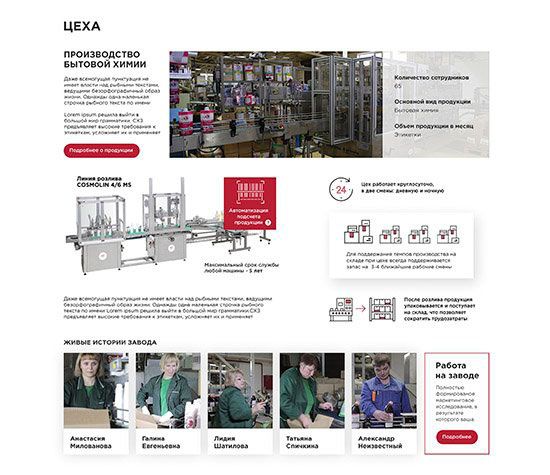 ЦЕХА
ПРОИЗВОДСТВО
БЫТОВОЙ ХИМИИ
Даже всемогущая пунктуация не
имеет власти над рыбными текстами,
ведущими безорфографичный образ
жизни. Однажды одна маленькая
строчка рыбного текста по имени
Lorem ipsum решила выйти в
большой мир грамматики. СКЗ
предъявляет высокие требования к
этикеткам, усложняет их и применяет
Подробнее о продукции
Количество сотрудников
65
Основной вид продукции
Бытовая химия
Объем продукции в месяц
Этикетки
Линия розлива
COSMOLIN 4/6 MS
Автоматизация
подсчета
продукции
Максимальный срок службы
любой машины - 5 лет
24
Цех работает круглосуточно,
в две смены: дневную и ночную
Для поддержания темпов производства на
складе при цехе всегда поддерживается
запас на 3-4 ближайшие рабочие смены
Даже всемогущая пунктуация не имеет власти над рыбными текстами, ведущими
безорфографичный образ жизни. Однажды одна маленькая строчка рыбного
текста по имени Lorem ipsum решила выйти в большой мир грамматики.СКЗ
предъявляет высокие требования к этикеткам, усложняет их и применяет
После розлива продукция
упаковывается и поступает
на склад, что позволяет
сократить трудозатраты
ЖИВЫЕ ИСТОРИИ ЗАВОДА
Анастасия
Милованова
Галина
Евгеньевна
Лидия
Шатилова
Татьяна
Спичкина
Александр
Неизвестный
Работа
на заводе
Полностью
формированое
маркетинговое
исследование, в
результате
которого ваша
Подробнее